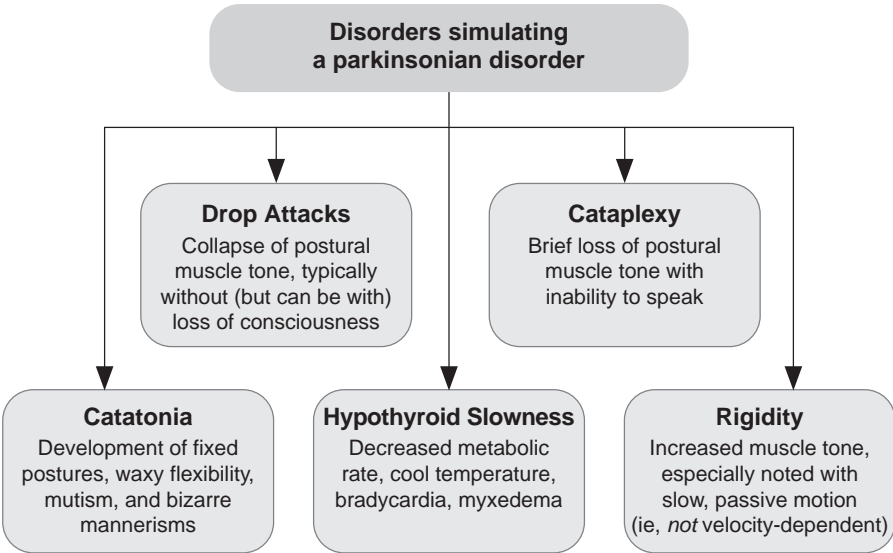 Disorders simulating
a parkinsonian disorder
Drop Attacks
Collapse of postural
muscle tone, typically
without (but can be with)
loss of consciousness
Cataplexy
Brief loss of postural
muscle tone with
inability to speak
Catatonia
Development of fixed
postures, waxy flexibility,
mutism, and bizarre
mannerisms
Hypothyroid Slowness
Decreased metabolic
rate, cool temperature,
bradycardia, myxedema
Rigidity
Increased muscle tone,
especially noted with
slow, passive motion
(ie, not velocity-dependent)